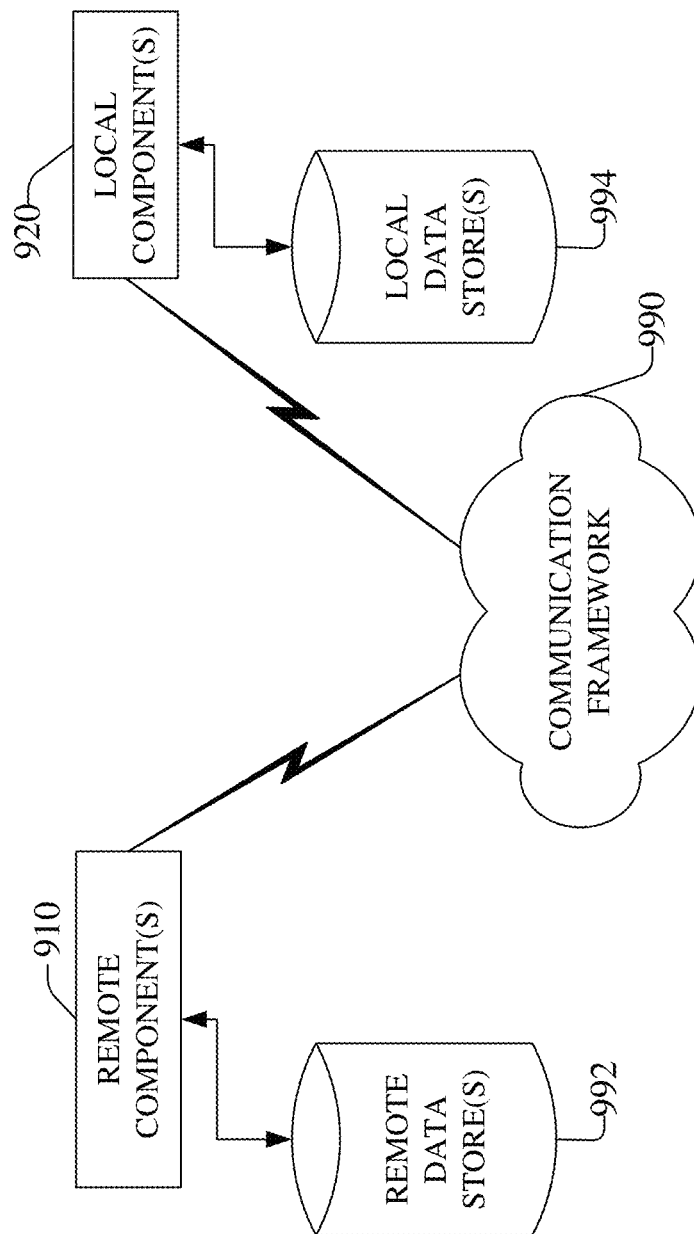 910
REMOTE
COMPONENT(S)
920
LOCAL
COMPONENT(S)
REMOTE
DATA
STORE(S)
992
LOCAL
DATA
STORE(S)
994
990
COMMUNICATION
FRAMEWORK